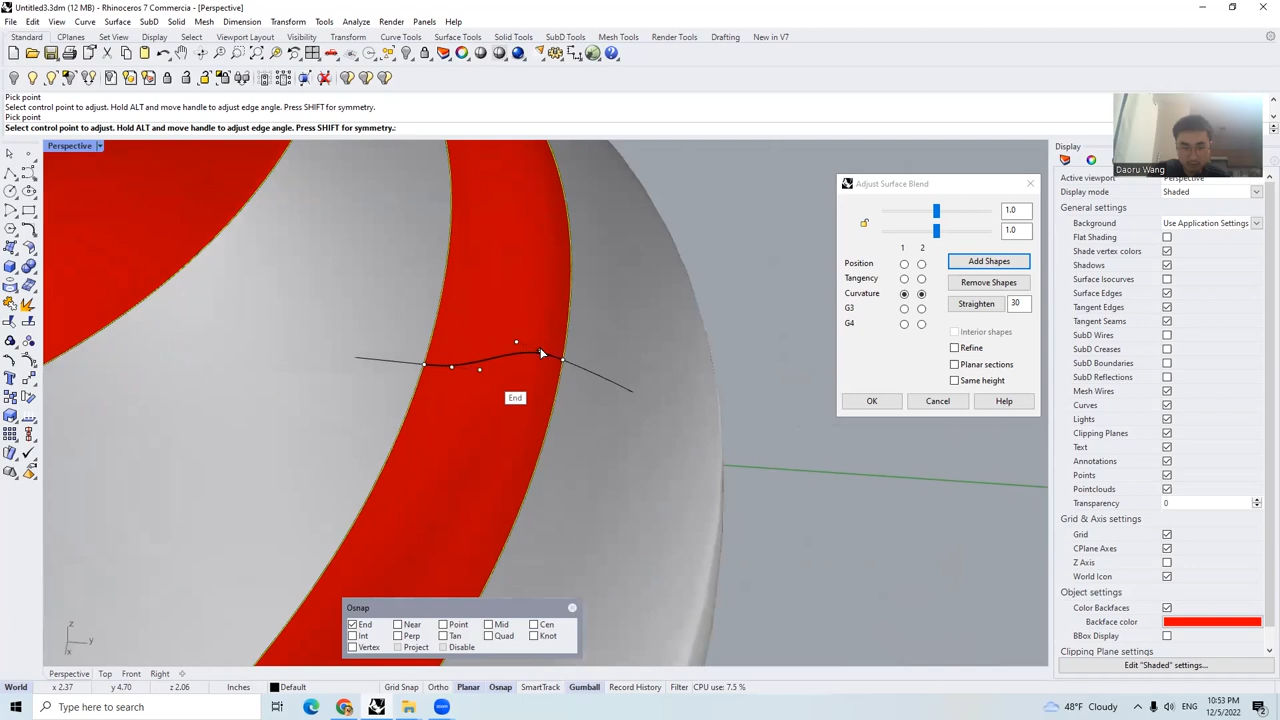 Untitled3.3dm (12 MB) - Rhinoceros 7 Commercia - [Perspective]
File Edit View Curve Surface SubD Solid Mesh Dimension Transform Tools Analyze Render Panels Help
Standard CPlanes Set View Display Select Viewport Layout Visibility Transform Curve Tools Surface Tools Solid Tools SubD Tools Mesh Tools Render Tools Drafting New in V7
Pick point
Select control point to adjust. Hold ALT and move handle to adjust edge angle. Press SHIFT for symmetry.
Pick point
Select control point to adjust. Hold ALT and move handle to adjust edge angle. Press SHIFT for symmetry.:
Daoru Wang
Perspective
Display
Active viewport Perspective
Display mode Shaded
General settings
Background Use Application Settings
Flat Shading
Shade vertex colors
Shadows
Surface Isocurves
Surface Edges
Tangent Edges
Tangent Seams
SubD Wires
SubD Creases
SubD Reflections
Mesh Wires
Curves
Lights
Clipping Planes
Text
Annotations
Points
Pointclouds
Transparency 0
Grid & Axis settings
Grid
CPlane Axes
Z Axis
World Icon
Object settings
Color Backfaces
Backface color
BBox Display
Clipping Plane settings
Edit "Shaded" settings...
Adjust Surface Blend
1.0
1.0
1 2
Position
Tangency
Curvature
G3
G4
Add Shapes
Remove Shapes
Straighten 30
Interior shapes
Refine
Planar sections
Same height
OK Cancel Help
End
Osnap
End Near Point Mid Cen
Int Perp Tan Quad Knot
Vertex Project Disable
z
y
x
Perspective Top Front Right
World x 2.37 y 4.70 z 2.06 Inches Default Grid Snap Ortho Planar Osnap SmartTrack Gumball Record History Filter CPU use: 7.5 %
Type here to search
48°F Cloudy
ENG
10:53 PM
12/5/2022